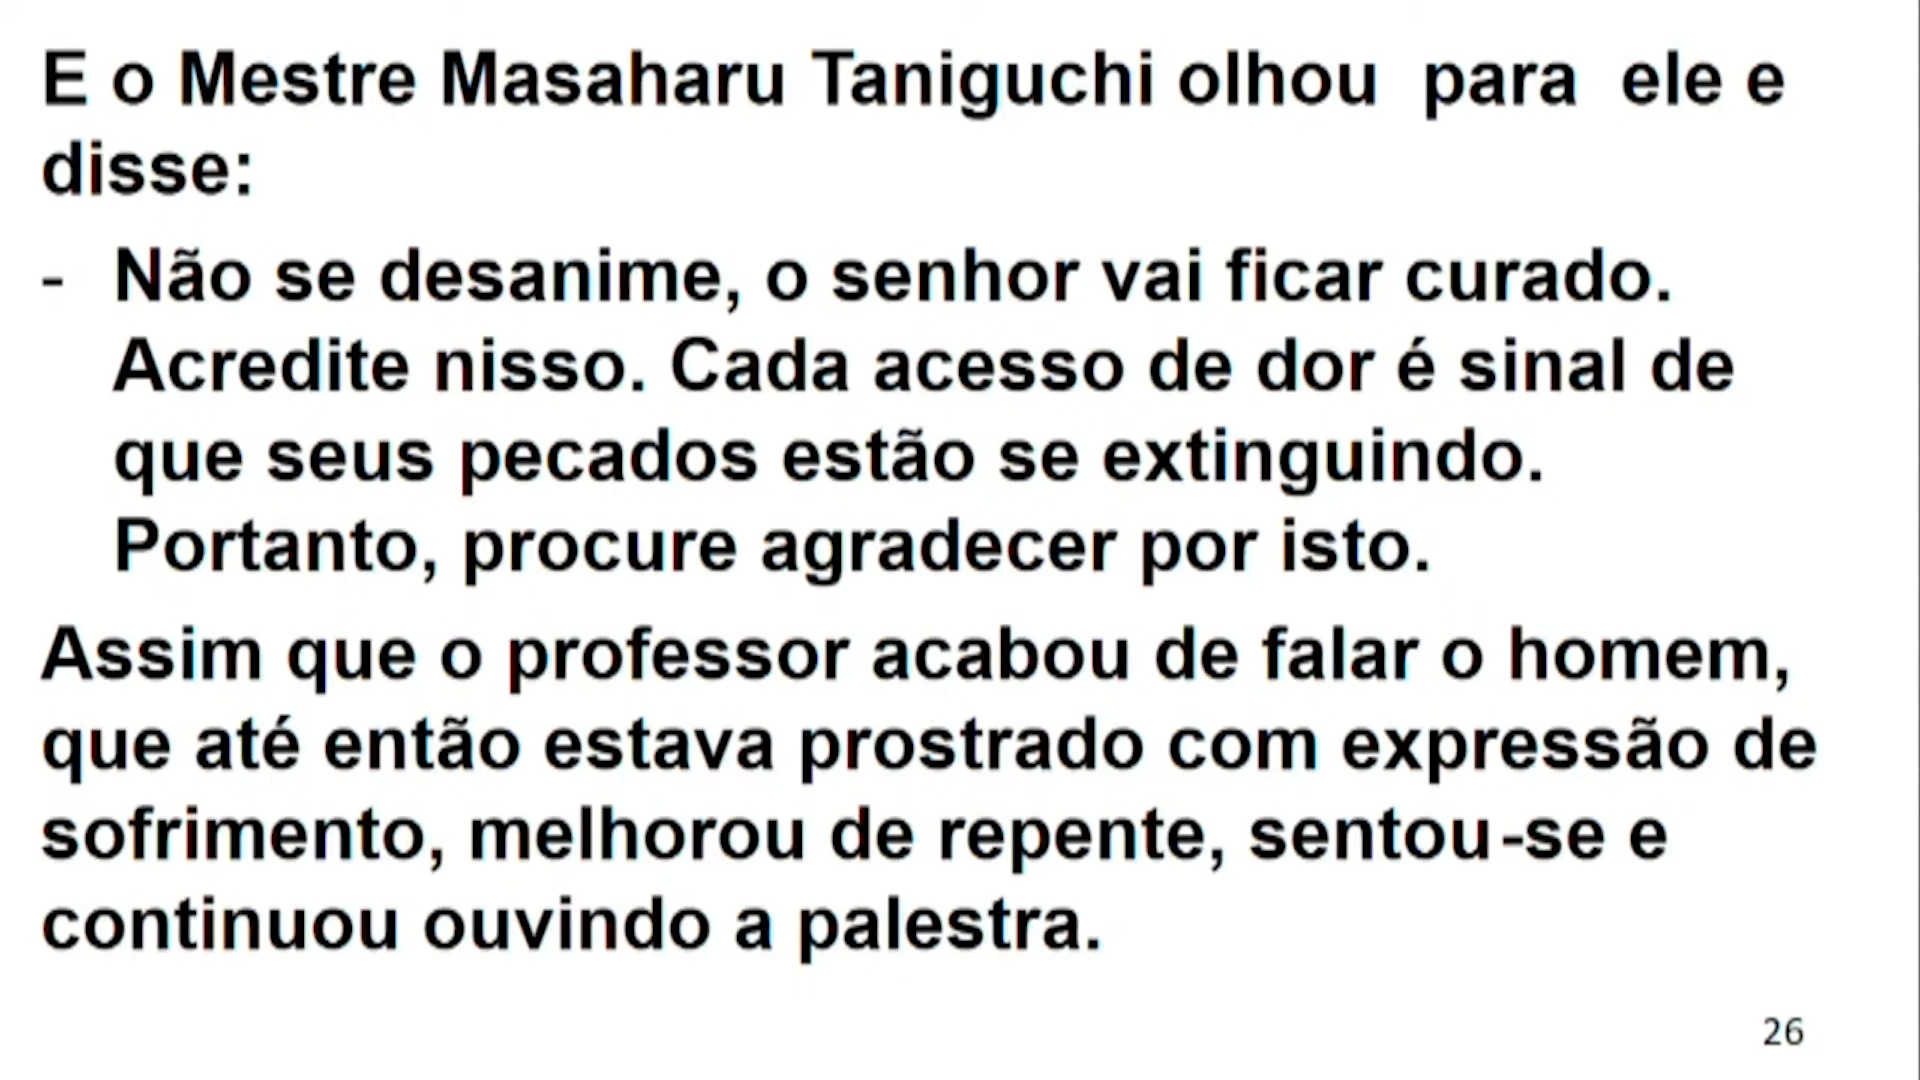 E o Mestre Masaharu Taniguchi olhou para ele e
disse:
- Não se desanime, o senhor vai ficar curado.
Acredite nisso. Cada acesso de dor é sinal de
que seus pecados estão se extinguindo.
Portanto, procure agradecer por isto.
Assim que o professor acabou de falar o homem,
que até então estava prostrado com expressão de
sofrimento, melhorou de repente, sentou-se e
continuou ouvindo a palestra.
26